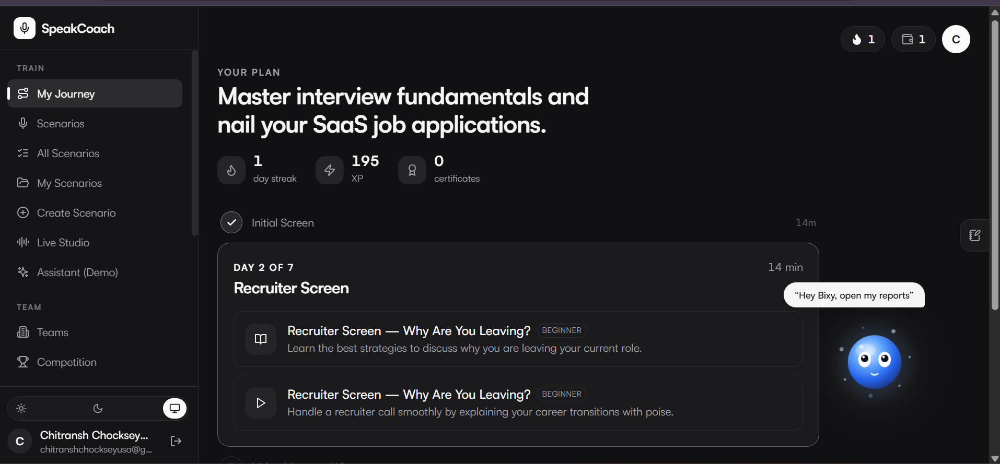 SpeakCoach
TRAIN
My Journey
Scenarios
All Scenarios
My Scenarios
Create Scenario
Live Studio
Assistant (Demo)
TEAM
Teams
Competition
C
Chitransh Chocksey...
chitranshchockseyusa@g...
1
1
C
YOUR PLAN
Master interview fundamentals and
nail your SaaS job applications.
1
day streak
195
XP
0
certificates
Initial Screen
14m
DAY 2 OF 7
14 min
Recruiter Screen
“Hey Bixy, open my reports”
Recruiter Screen — Why Are You Leaving?
BEGINNER
Learn the best strategies to discuss why you are leaving your current role.
Recruiter Screen — Why Are You Leaving?
BEGINNER
Handle a recruiter call smoothly by explaining your career transitions with poise.